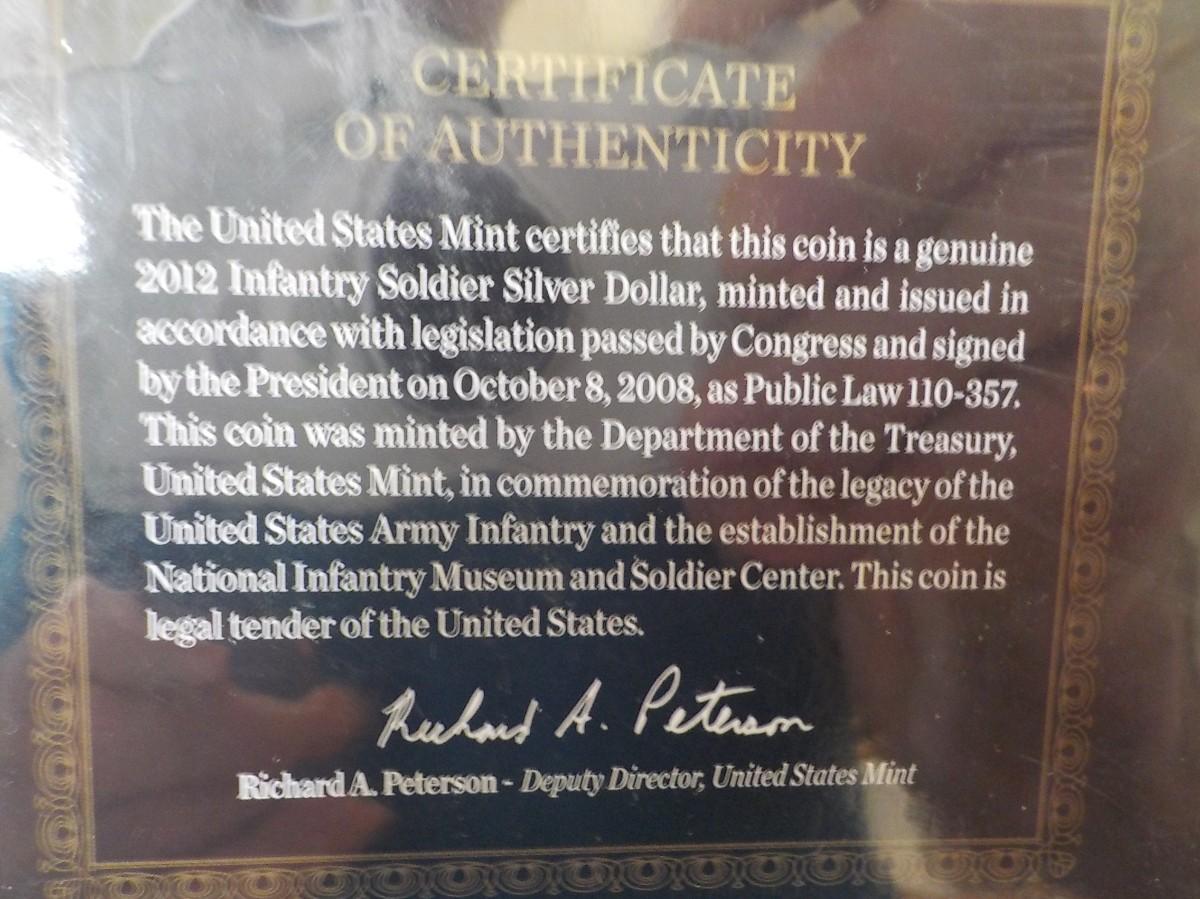 CERTIFICATE
OF AUTHENTICITY
The United States Mint certifies that this coin is a genuine
2012 Infantry Soldier Silver Dollar, minted and issued in
accordance with legislation passed by Congress and signed
by the President on October 8, 2008, as Public Law 110-357.
This coin was minted by the Department of the Treasury,
United States Mint, in commemoration of the legacy of the
United States Army Infantry and the establishment of the
National Infantry Museum and Soldier Center. This coin is
legal tender of the United States.
Richard A. Peterson
Richard A. Peterson - Deputy Director, United States Mint